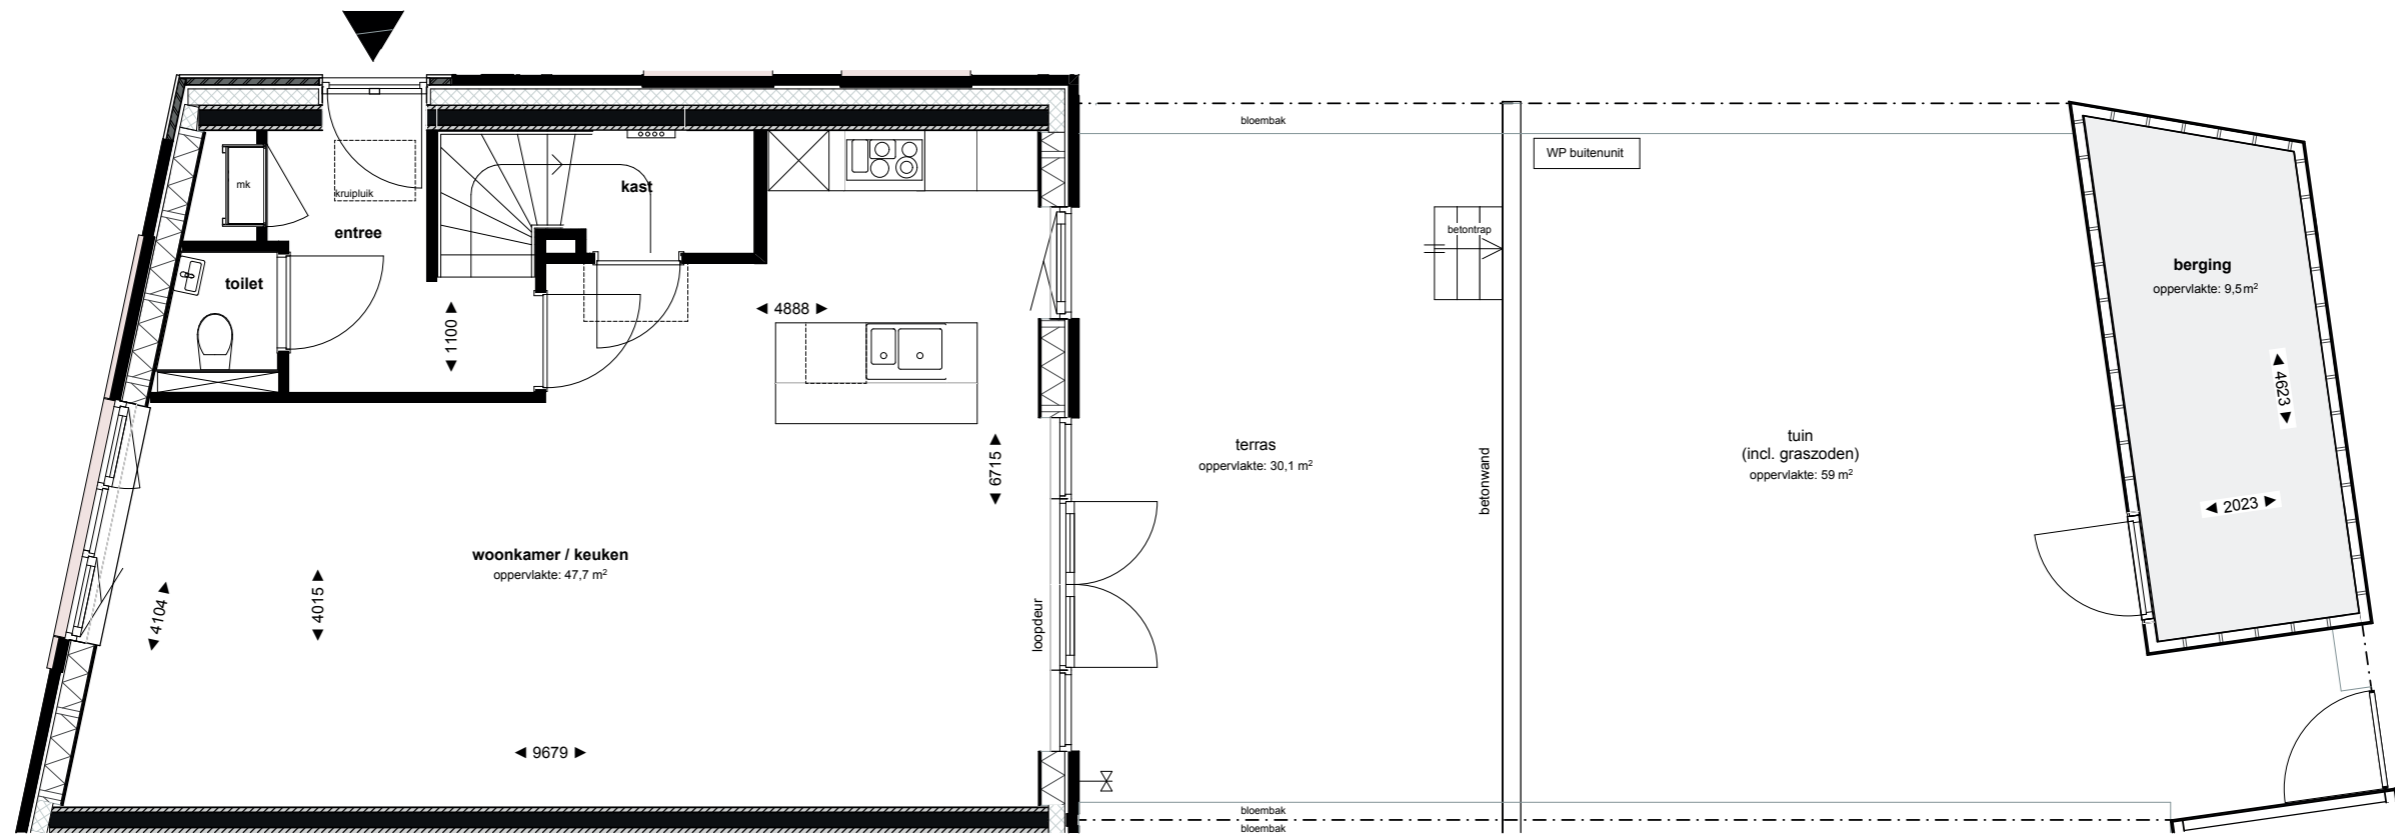 bloembak
WP buitenunit
mk
kruipluik
kast
entree
betontrap
berging
oppervlakte: 9,5 m²
toilet
4888
1100
4623
terras
oppervlakte: 30,1 m²
tuin
(incl. graszoden)
oppervlakte: 59 m²
6715
betonwand
2023
woonkamer / keuken
oppervlakte: 47,7 m²
4104
4015
loopdeur
9679
bloembak
bloembak